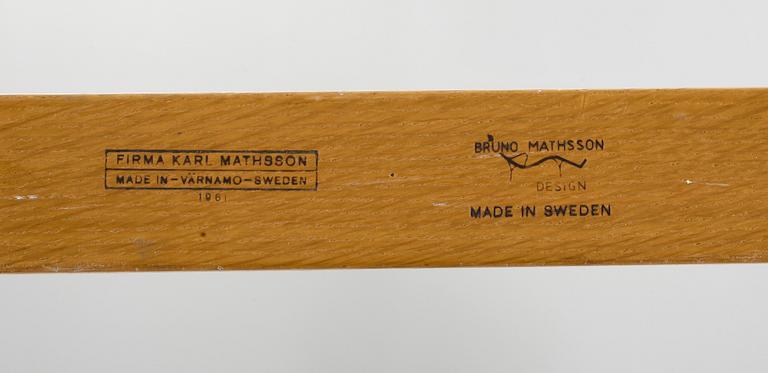 FIRMA KARL MATHSSON
MADE IN-VÄRNAMO-SWEDEN
1961
BRUNO MATHSSON
DESIGN
MADE IN SWEDEN